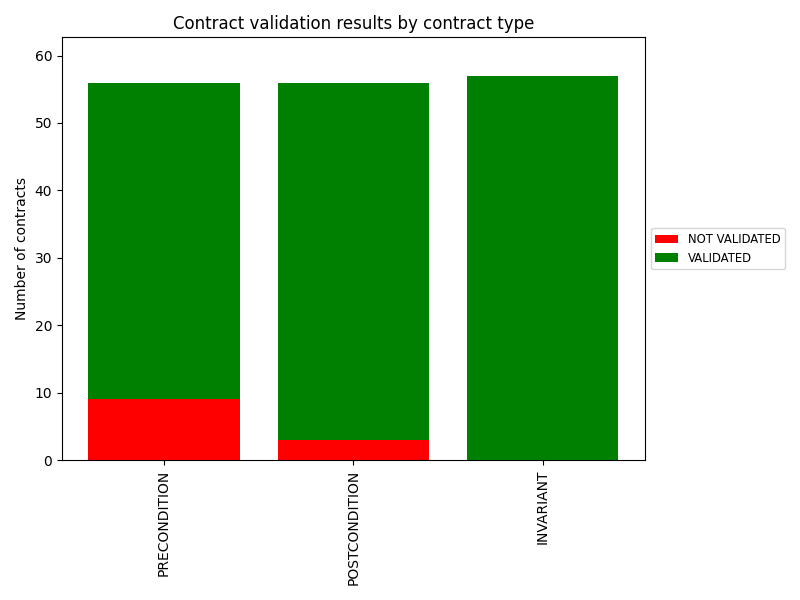 Contract validation results by contract type
Number of contracts
60
50
40
30
20
10
0
PRECONDITION
POSTCONDITION
INVARIANT
NOT VALIDATED
VALIDATED